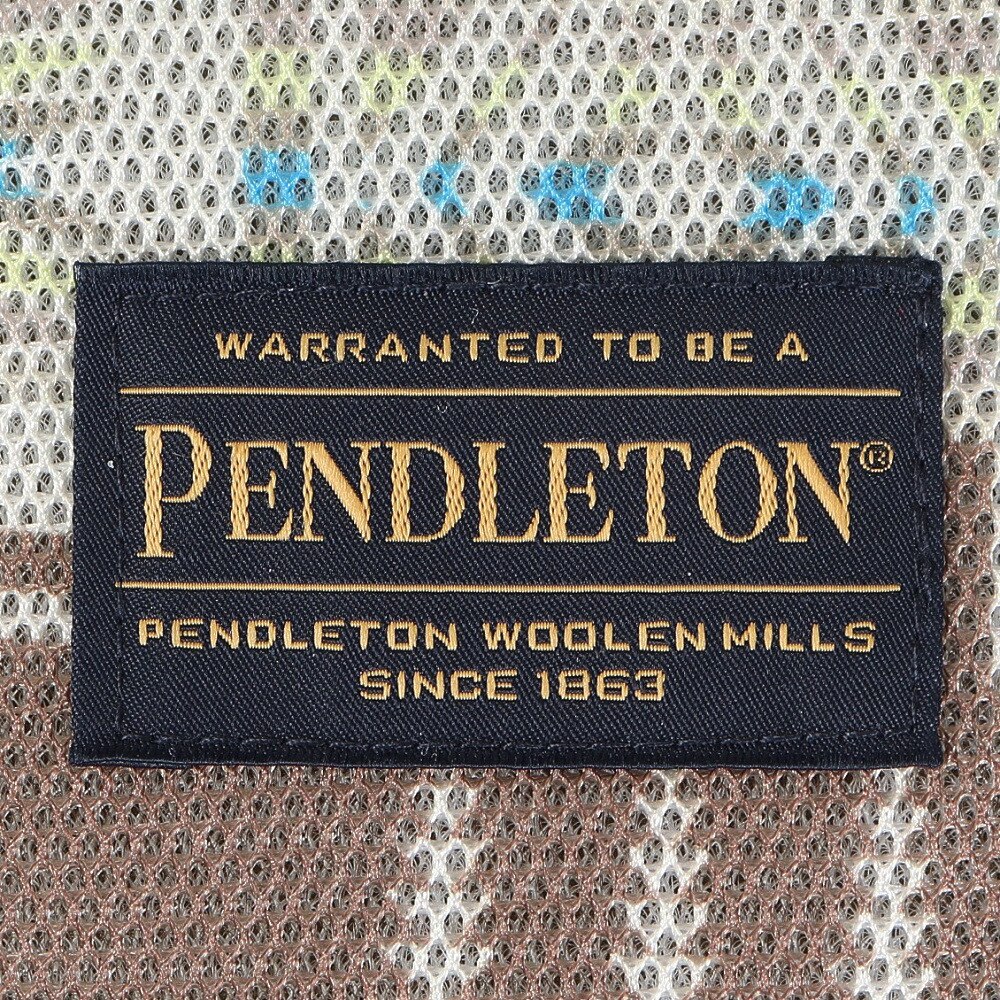 WARRANTED TO BE A
PENDLETON®
PENDLETON WOOLEN MILLS
SINCE 1863